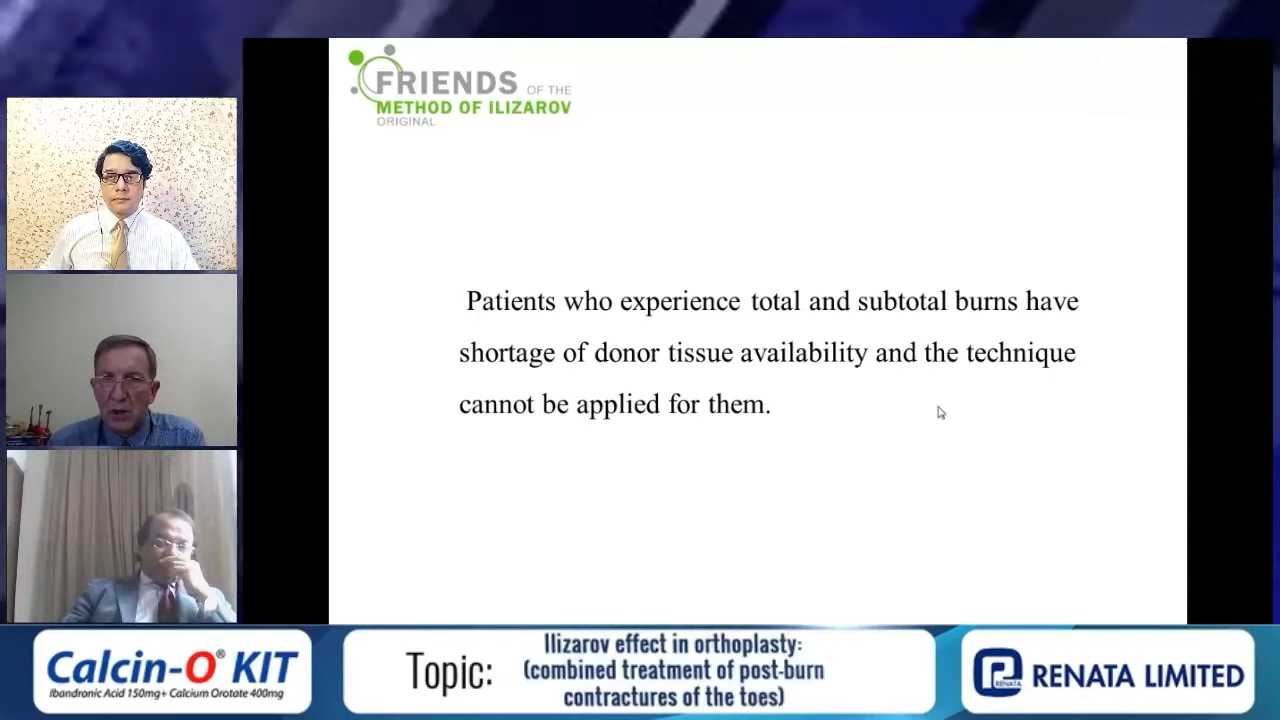 FRIENDS OF THE
METHOD OF ILIZAROV
ORIGINAL
Patients who experience total and subtotal burns have
shortage of donor tissue availability and the technique
cannot be applied for them.
Calcin-O® KIT
Ibandronic Acid 150mg+ Calcium Orotate 400mg
Topic:
Ilizarov effect in orthoplasty:
(combined treatment of post-burn
contractures of the toes)
RENATA
RENATA LIMITED